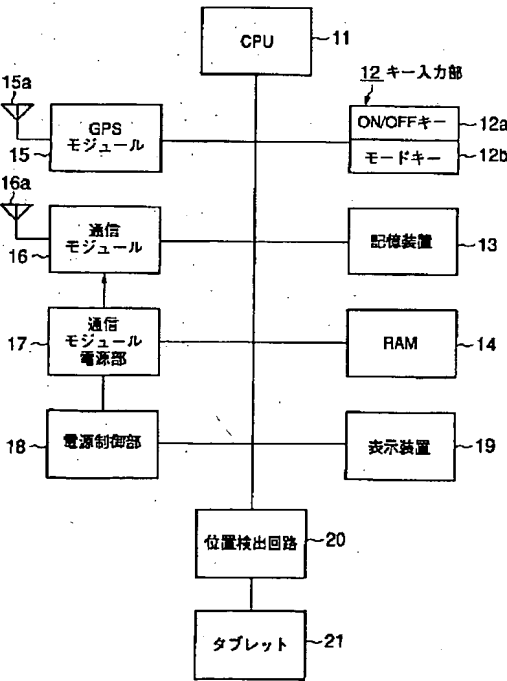 CPU
11
15a
GPS
モジュール
15
12 キー入力部
ON/OFFキー
12a
モードキー
12b
16a
通信
モジュール
16
記憶装置
13
通信
モジュール
電源部
17
RAM
14
電源制御部
18
表示装置
19
位置検出回路
20
タブレット
21